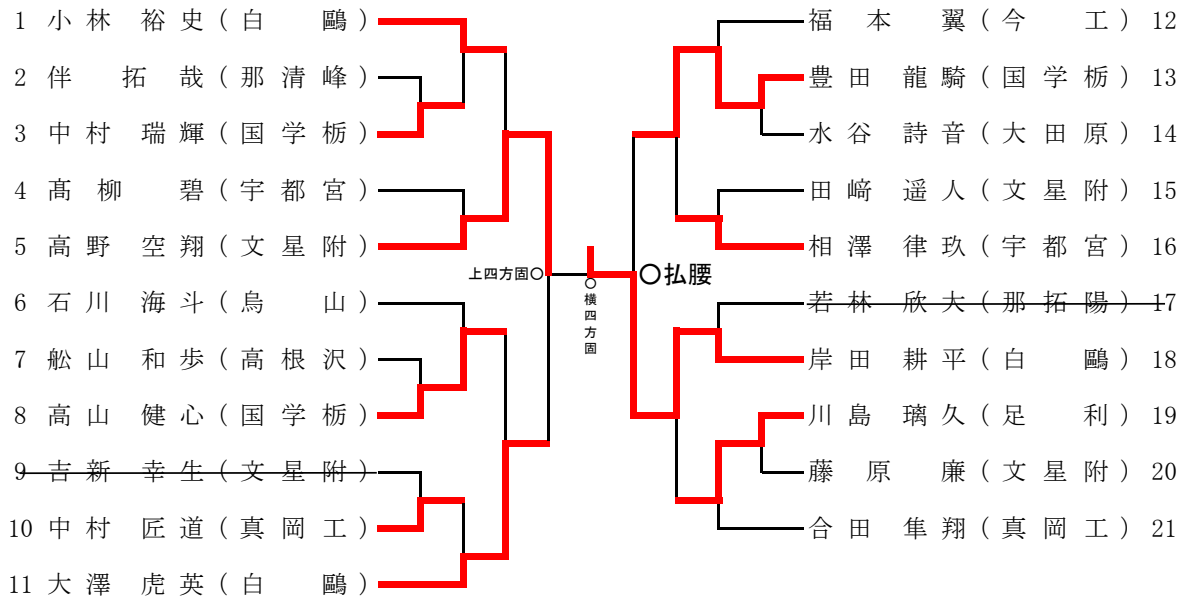 1 小林 裕史(白 鷗)
2 伴 拓哉(那清峰)
3 中村 瑞輝(国学栃)
4 髙柳 碧(宇都宮)
5 高野 空翔(文星附)
6 石川 海斗(烏 山)
7 舩山 和歩(高根沢)
8 高山 健心(国学栃)
9 吉新 幸生(文星附)
10 中村 匠道(真岡工)
11 大澤 虎英(白 鷗)
上四方固○
○横四方固
○払腰
福本 翼(今 工) 12
豊田 龍騎(国学栃) 13
水谷 詩音(大田原) 14
田﨑 遥人(文星附) 15
相澤 律玖(宇都宮) 16
若林 欣大(那拓陽) 17
岸田 耕平(白 鷗) 18
川島 璃久(足 利) 19
藤原 廉(文星附) 20
合田 隼翔(真岡工) 21